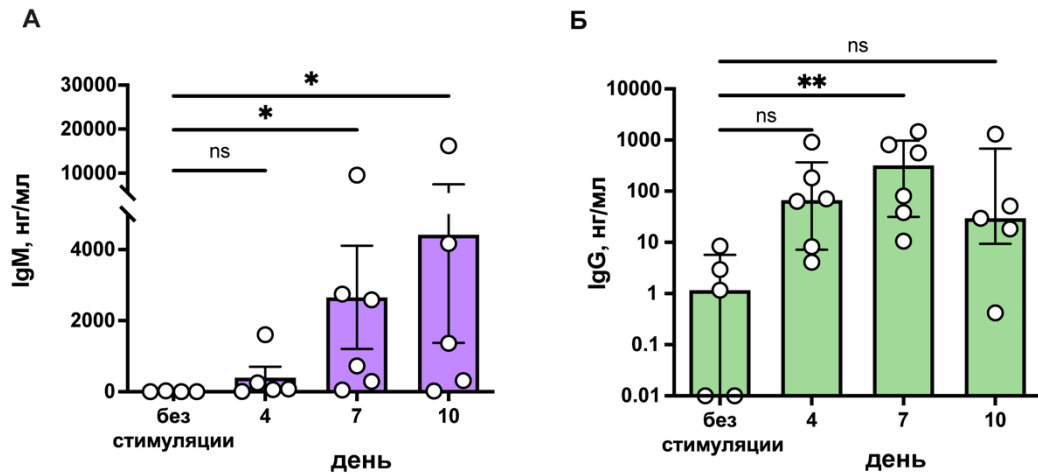 А
IgM, нг/мл
30000
20000
10000
4000
2000
0
*
*
ns
без
стимуляции
4
7
10
день
Б
IgG, нг/мл
10000
1000
100
10
1
0.1
0.01
ns
**
ns
без
стимуляции
4
7
10
день